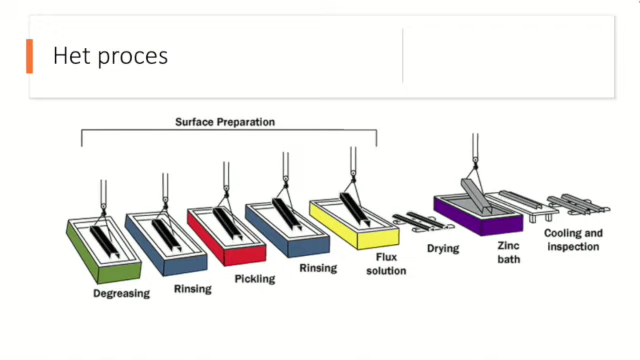 Het proces
Surface Preparation
Degreasing
Rinsing
Pickling
Rinsing
Flux
solution
Drying
Zinc
bath
Cooling and
inspection